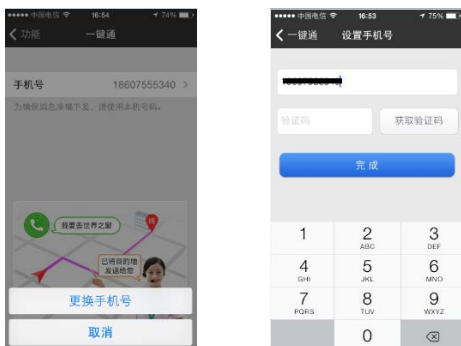 中国电信 16:54 74%
功能 一键通
手机号 18607555340
为确保消息准确下发，请使用本机号码。
我要去世界之窗
已将目的地
发送给您
更换手机号
取消
中国电信 16:53 75%
一键通 设置手机号
验证码 获取验证码
完成
1 2 3
ABC DEF
4 5 6
GHI JKL MNO
7 8 9
PQRS TUV WXYZ
0